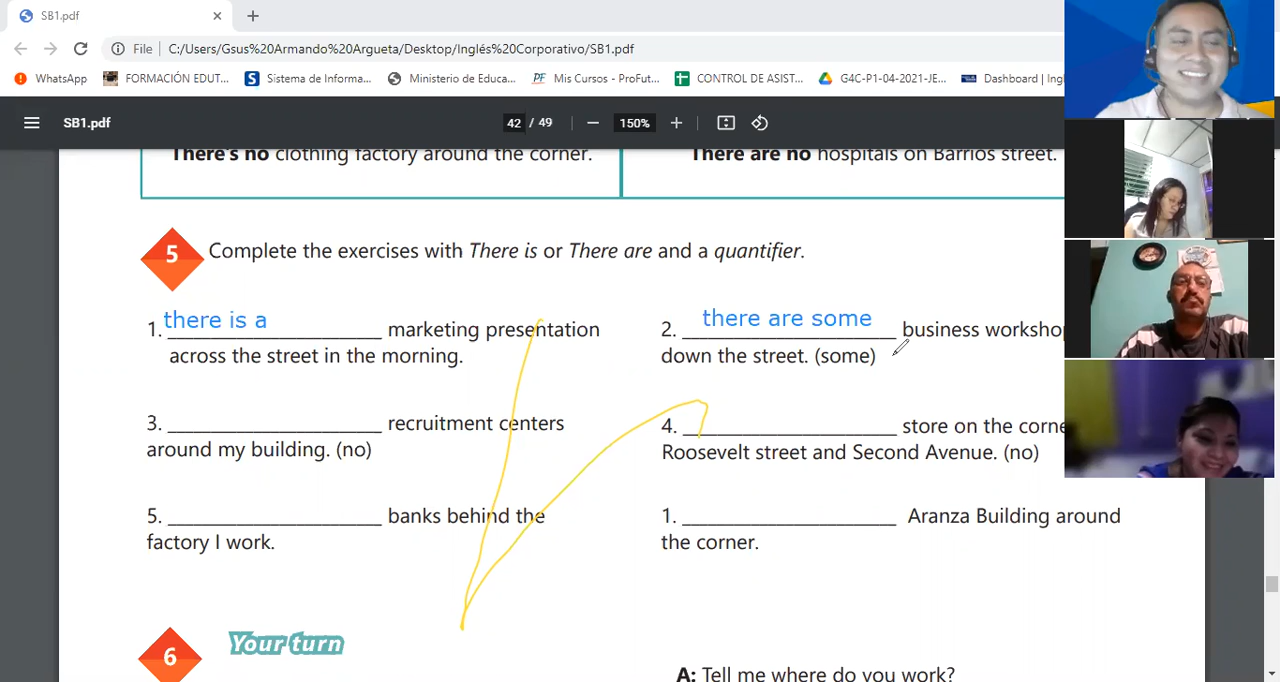 SB1.pdf
File C:/Users/Gsus%20Armando%20Argueta/Desktop/Inglés%20Corporativo/SB1.pdf
WhatsApp FORMACIÓN EDUT... Sistema de Informa... Ministerio de Educa... Mis Cursos - ProFut... CONTROL DE ASIST... G4C-P1-04-2021-JE... Dashboard | Ingl
SB1.pdf 42 / 49 150%
There's no clothing factory around the corner. There are no hospitals on Barrios street.
5 Complete the exercises with There is or There are and a quantifier.
1. there is a marketing presentation
across the street in the morning.
2. there are some business workshop
down the street. (some)
3. ____________________ recruitment centers
around my building. (no)
4. ____________________ store on the corne
Roosevelt street and Second Avenue. (no)
5. ____________________ banks behind the
factory I work.
1. ____________________ Aranza Building around
the corner.
6 Your turn
A: Tell me where do you work?